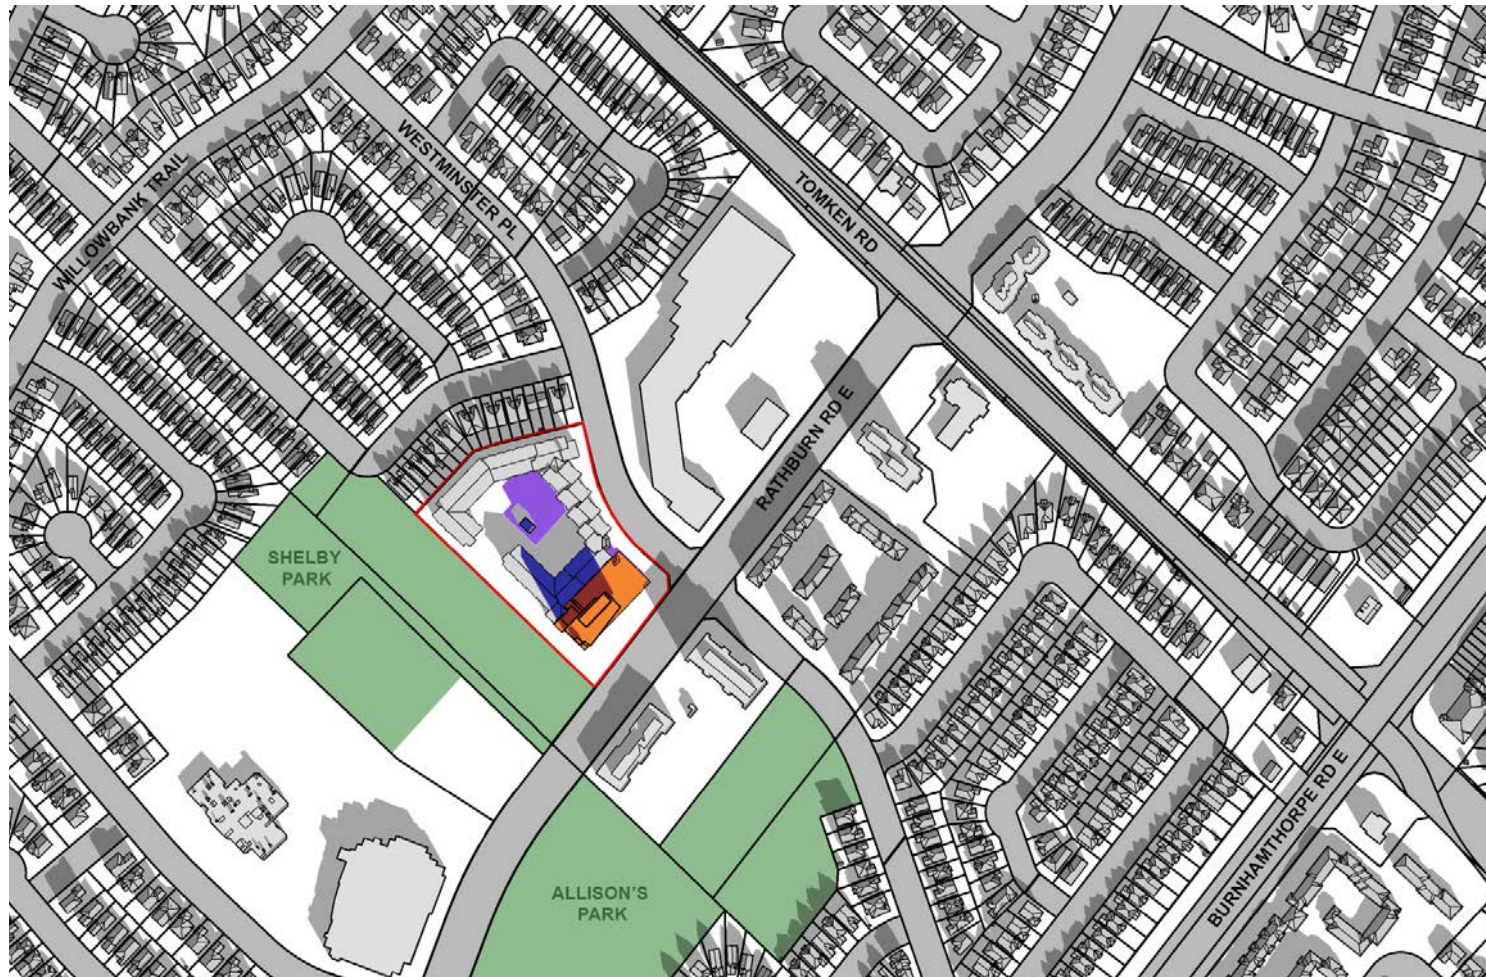 WILLOWBANK TRAIL
WESTMINSTER PL
TOMKEN RD
RATHBURN RD E
SHELBY
PARK
ALLISON'S
PARK
BURNHAMTHORPE RD E